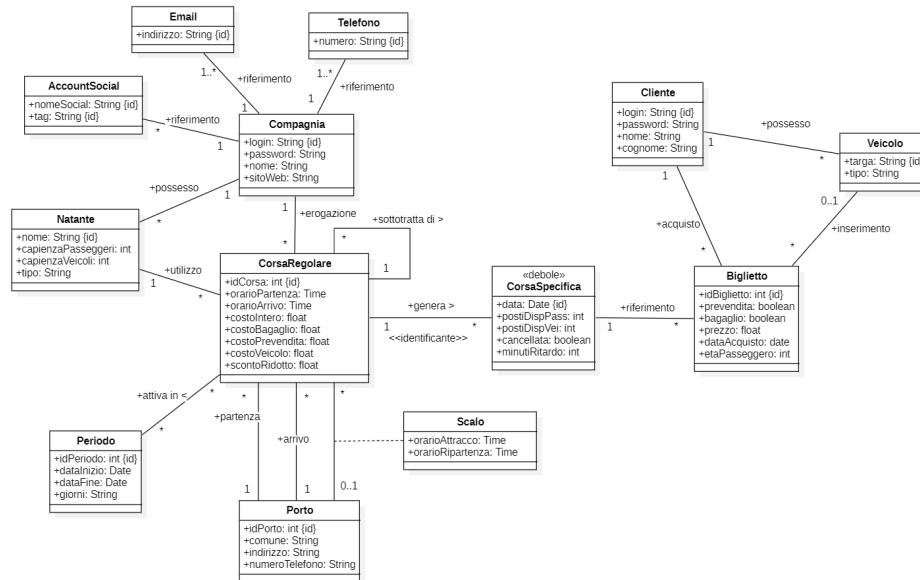 Email
+indirizzo: String {id}
Telefono
+numero: String {id}
1..*
+riferimento
1
1..*
+riferimento
1
AccountSocial
+nomeSocial: String {id}
+tag: String {id}
*
+riferimento
1
Compagnia
+login: String {id}
+password: String
+nome: String
+sitoWeb: String
Cliente
+login: String {id}
+password: String
+nome: String
+cognome: String
1
+possesso
*
Veicolo
+targa: String {id
+tipo: String
+possesso
1
*
1
+erogazione
*
+sottotratta di >
*
1
1
+acquisto
*
0..1
+inserimento
*
Natante
+nome: String {id}
+capienzaPasseggeri: int
+capienzaVeicoli: int
+tipo: String
+utilizzo
1
*
CorsaRegolare
+idCorsa: int {id}
+orarioPartenza: Time
+orarioArrivo: Time
+costoIntero: float
+costoBagaglio: float
+costoPrevendita: float
+costoVeicolo: float
+scontoRidotto: float
+genera >
1
*
<<identificante>>
«debole»
CorsaSpecifica
+data: Date {id}
+postiDispPass: int
+postiDispVei: int
+cancellata: boolean
+minutiRitardo: int
+riferimento
1
*
Biglietto
+idBiglietto: int {id}
+prevendita: boolean
+bagaglio: boolean
+prezzo: float
+dataAcquisto: date
+etaPasseggero: int
+attiva in <
*
*
*
+partenza
1
*
+arrivo
1
*
0..1
Scalo
+orarioAttracco: Time
+orarioRipartenza: Time
Periodo
+idPeriodo: int {id}
+dataInizio: Date
+dataFine: Date
+giorni: String
Porto
+idPorto: int {id}
+comune: String
+indirizzo: String
+numeroTelefono: String